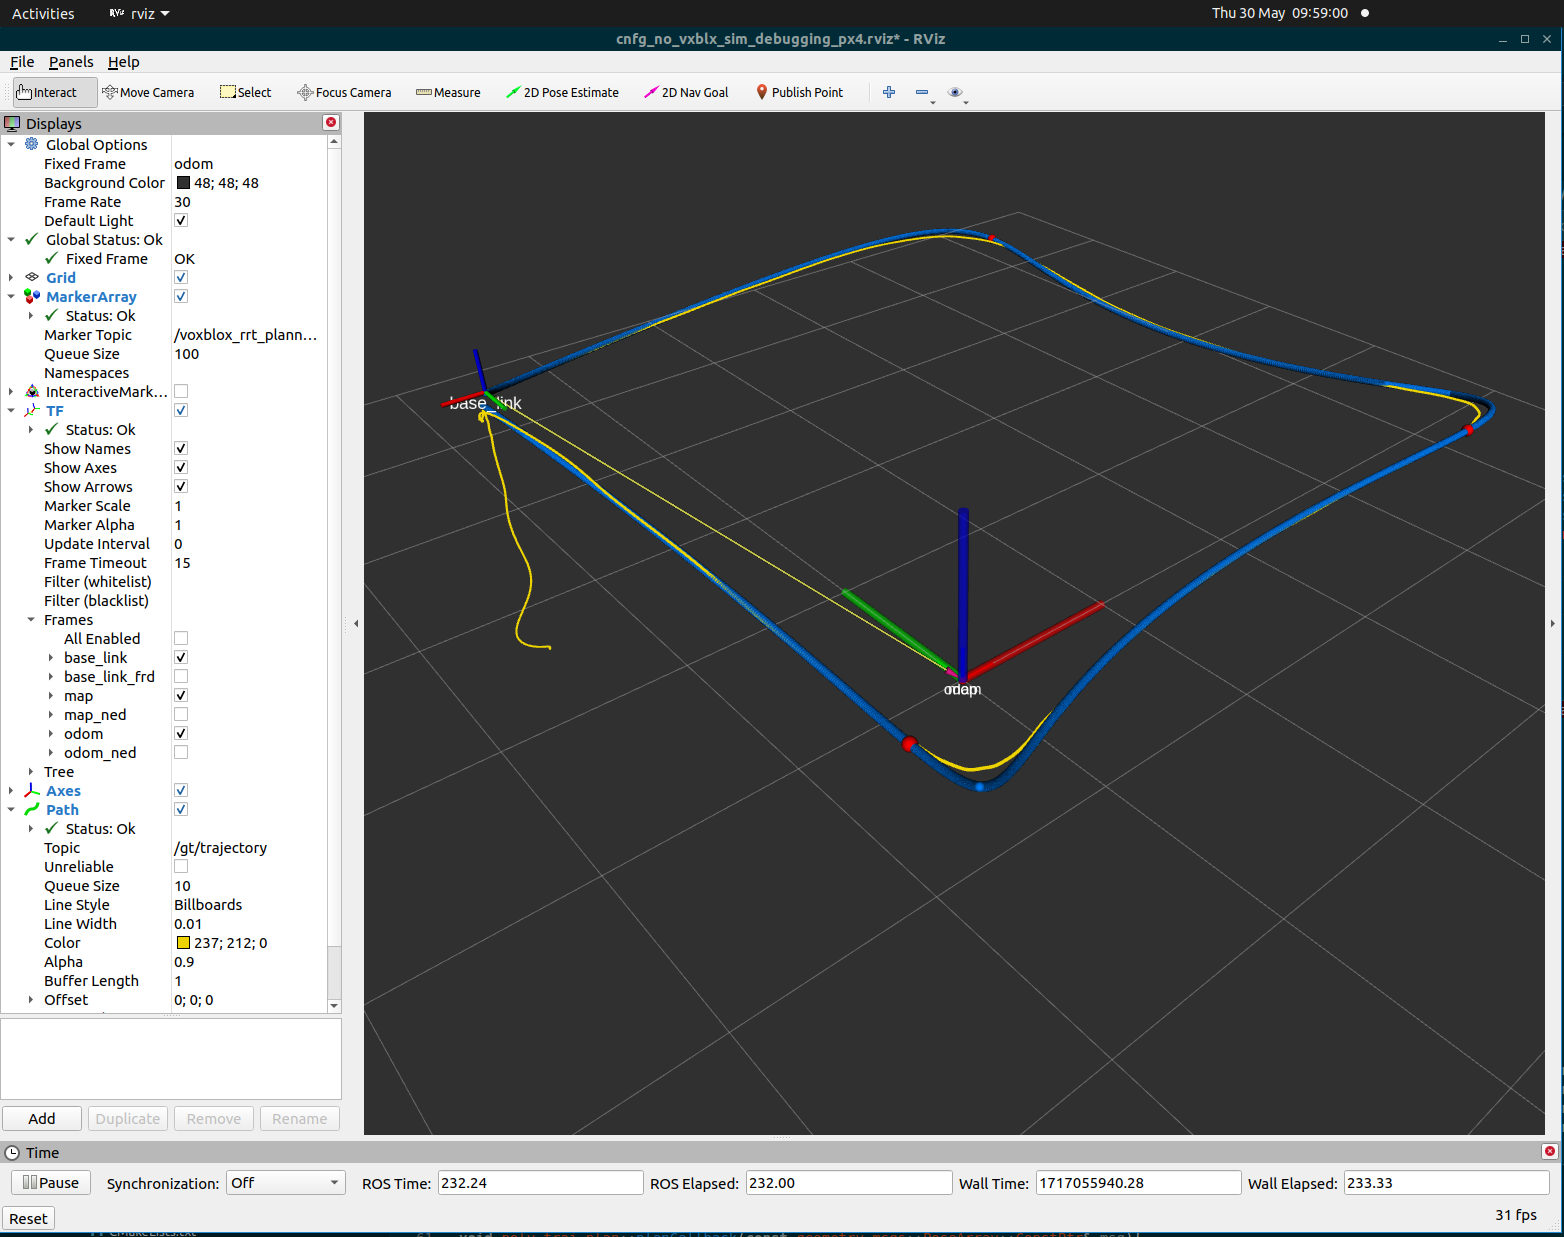 Activities rviz Thu 30 May 09:59:00
cnfg_no_vxblx_sim_debugging_px4.rviz* - RViz
File Panels Help
Interact Move Camera Select Focus Camera Measure 2D Pose Estimate 2D Nav Goal Publish Point
Displays
Global Options
Fixed Frame odom
Background Color 48; 48; 48
Frame Rate 30
Default Light
Global Status: Ok
Fixed Frame OK
Grid
MarkerArray
Status: Ok
Marker Topic /voxblox_rrt_plann...
Queue Size 100
Namespaces
InteractiveMark...
TF
Status: Ok
Show Names
Show Axes
Show Arrows
Marker Scale 1
Marker Alpha 1
Update Interval 0
Frame Timeout 15
Filter (whitelist)
Filter (blacklist)
Frames
All Enabled
base_link
base_link_frd
map
map_ned
odom
odom_ned
Tree
Axes
Path
Status: Ok
Topic /gt/trajectory
Unreliable
Queue Size 10
Line Style Billboards
Line Width 0.01
Color 237; 212; 0
Alpha 0.9
Buffer Length 1
Offset 0; 0; 0
base_link
Add Duplicate Remove Rename
Time
Pause Synchronization: Off ROS Time: 232.24 ROS Elapsed: 232.00 Wall Time: 1717055940.28 Wall Elapsed: 233.33
Reset 31 fps